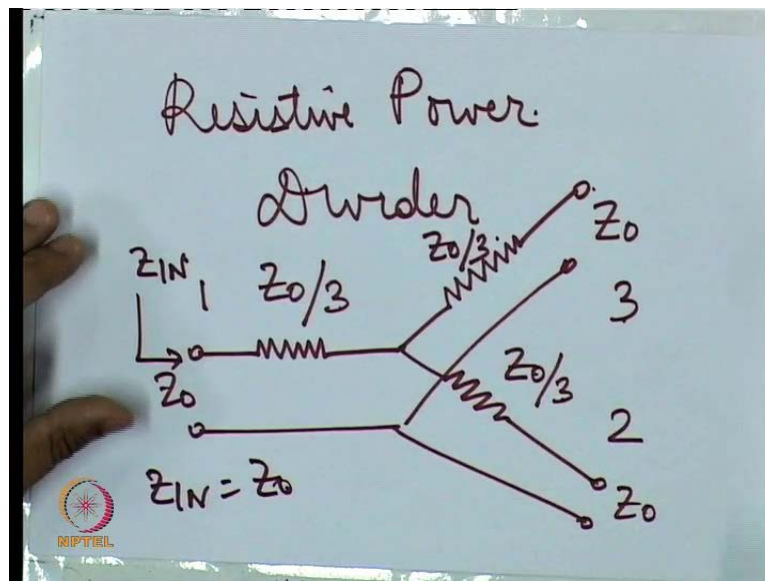 Resistive Power
Divider
ZIN
1
Z0/3
Z0/3
Z0
3
Z0
Z0/3
2
ZIN = Z0
Z0
NPTEL